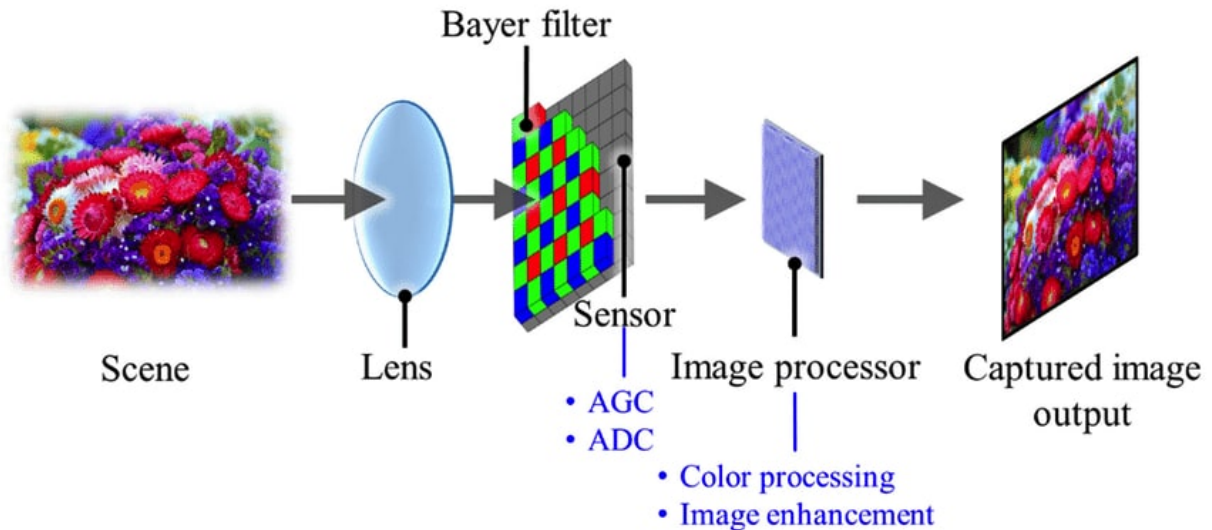 Bayer filter
Scene
Lens
Sensor
• AGC
• ADC
Image processor
• Color processing
• Image enhancement
Captured image
output